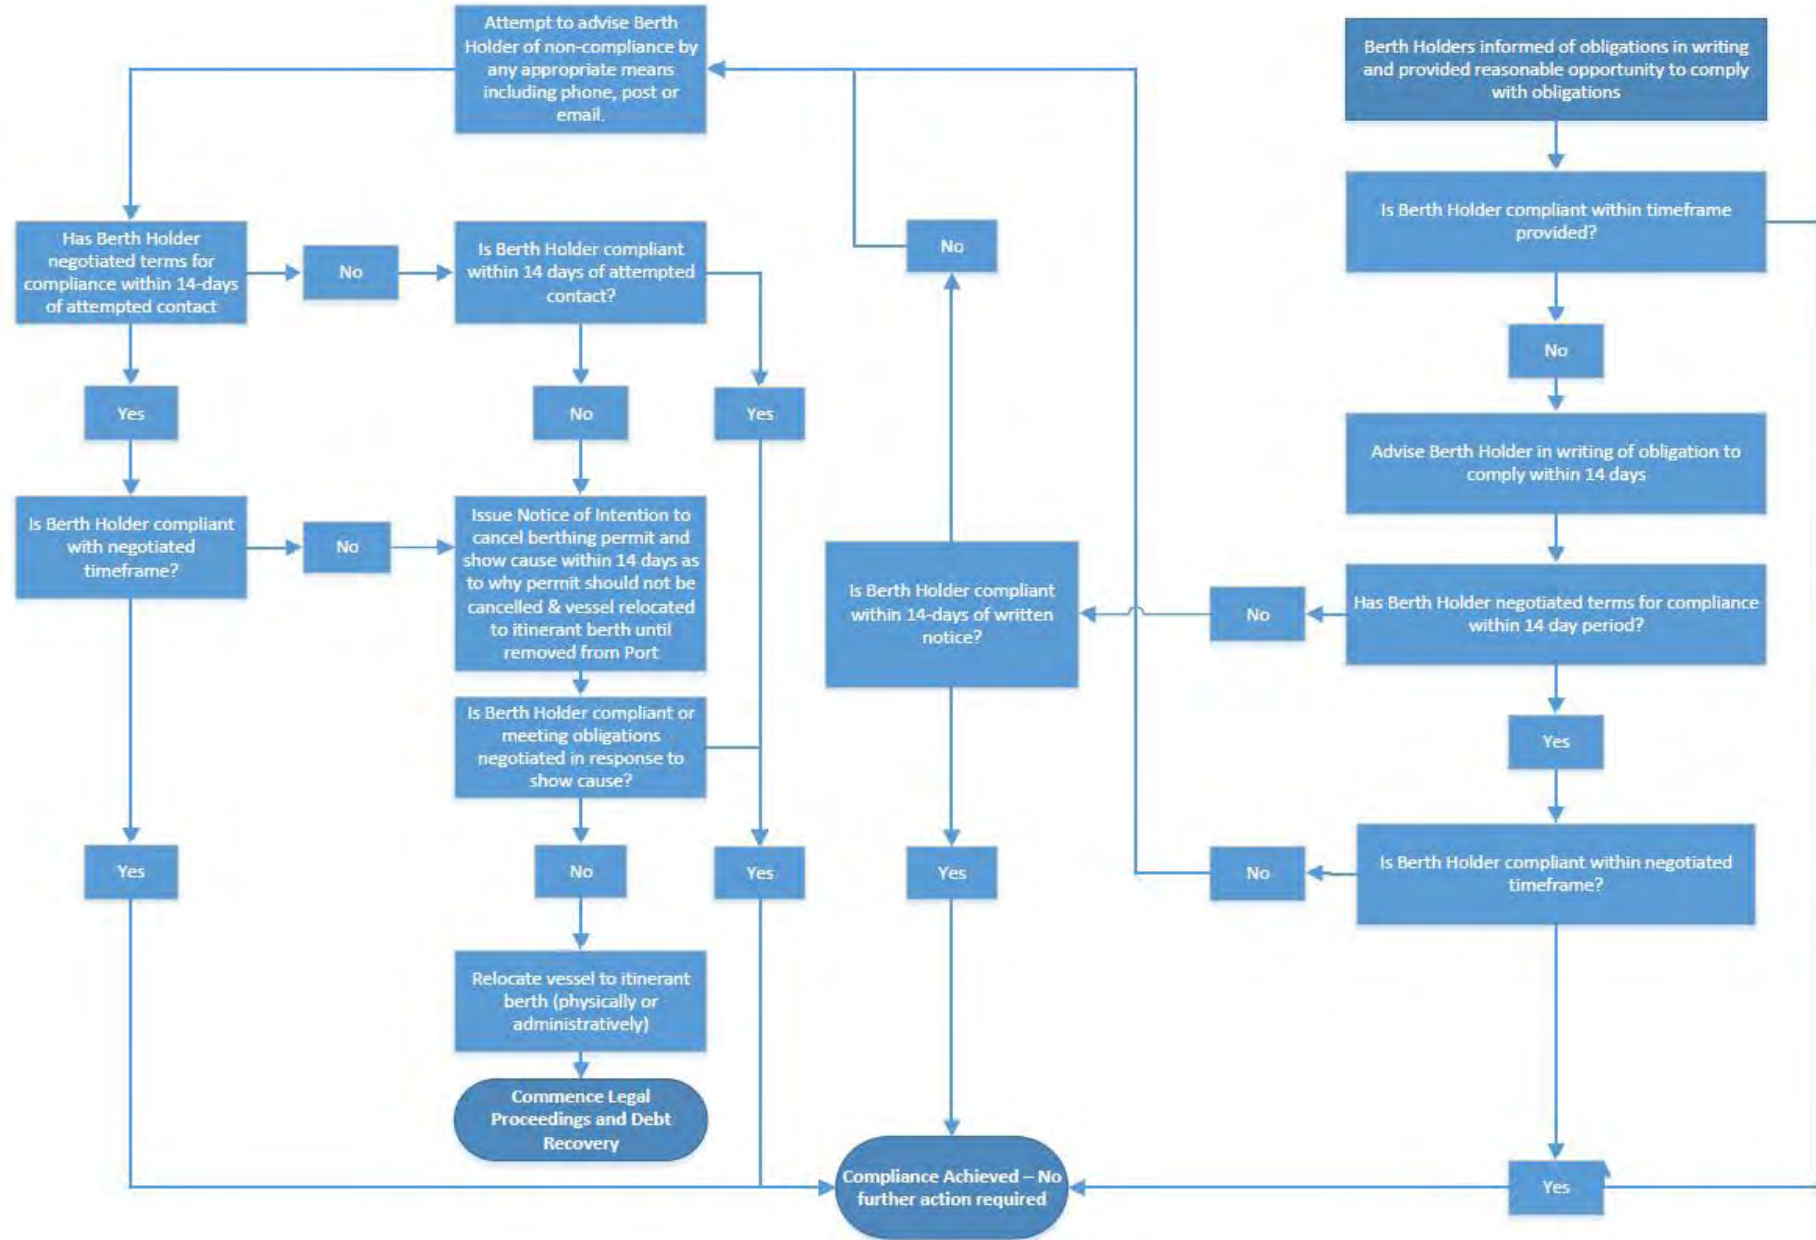 Attempt to advise Berth
Holder of non-compliance by
any appropriate means
including phone, post or
email.
Berth Holders informed of obligations in writing
and provided reasonable opportunity to comply
with obligations
Is Berth Holder compliant within timeframe
provided?
Has Berth Holder
negotiated terms for
compliance within 14-days
of attempted contact
No
Is Berth Holder compliant
within 14 days of attempted
contact?
No
No
Yes
No
Yes
Advise Berth Holder in writing of obligation to
comply within 14 days
Is Berth Holder compliant
with negotiated
timeframe?
No
Issue Notice of Intention to
cancel berthing permit and
show cause within 14 days as
to why permit should not be
cancelled & vessel relocated
to itinerant berth until
removed from Port
Is Berth Holder compliant
within 14-days of written
notice?
No
Has Berth Holder negotiated terms for compliance
within 14 day period?
Is Berth Holder compliant or
meeting obligations
negotiated in response to
show cause?
Yes
Yes
No
Yes
Yes
No
Is Berth Holder compliant within negotiated
timeframe?
Relocate vessel to itinerant
berth (physically or
administratively)
Commence Legal
Proceedings and Debt
Recovery
Compliance Achieved – No
further action required
Yes